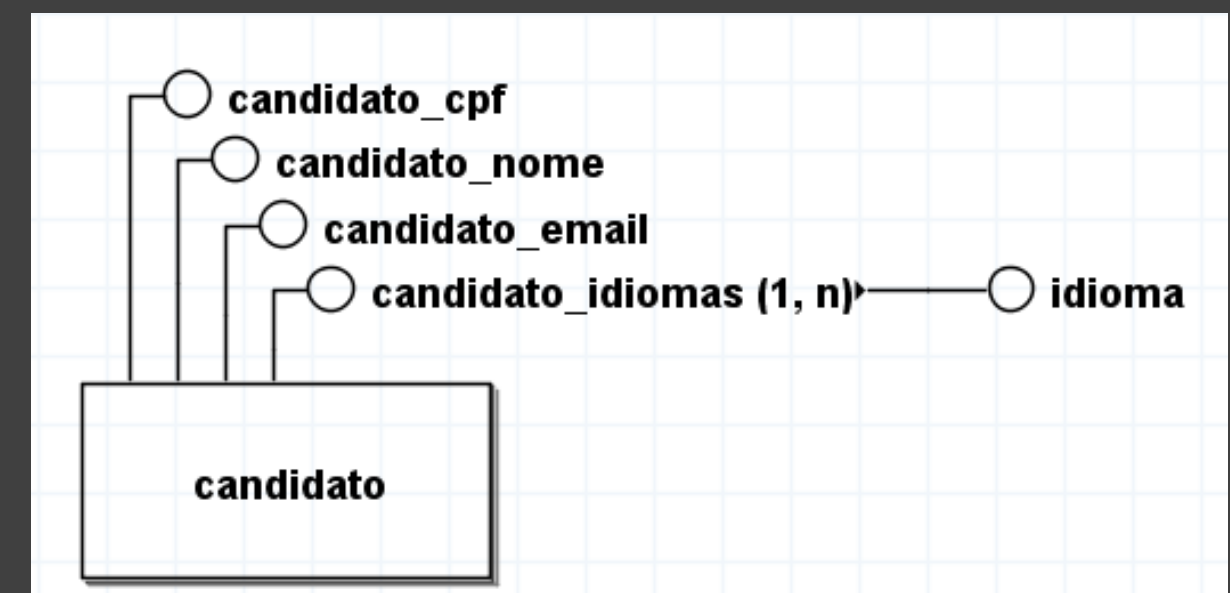 candidato_cpf
candidato_nome
candidato_email
candidato_idiomas (1, n) idioma
candidato